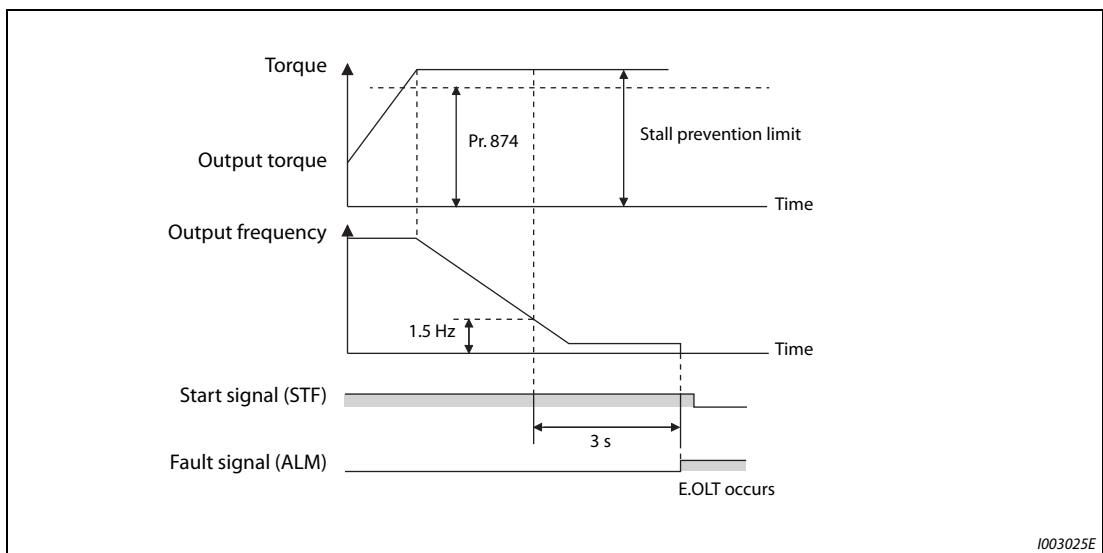 Torque
Pr. 874
Stall prevention limit
Output torque
Time
Output frequency
1.5 Hz
Time
Start signal (STF)
3 s
Fault signal (ALM)
E.OLT occurs
I003025E